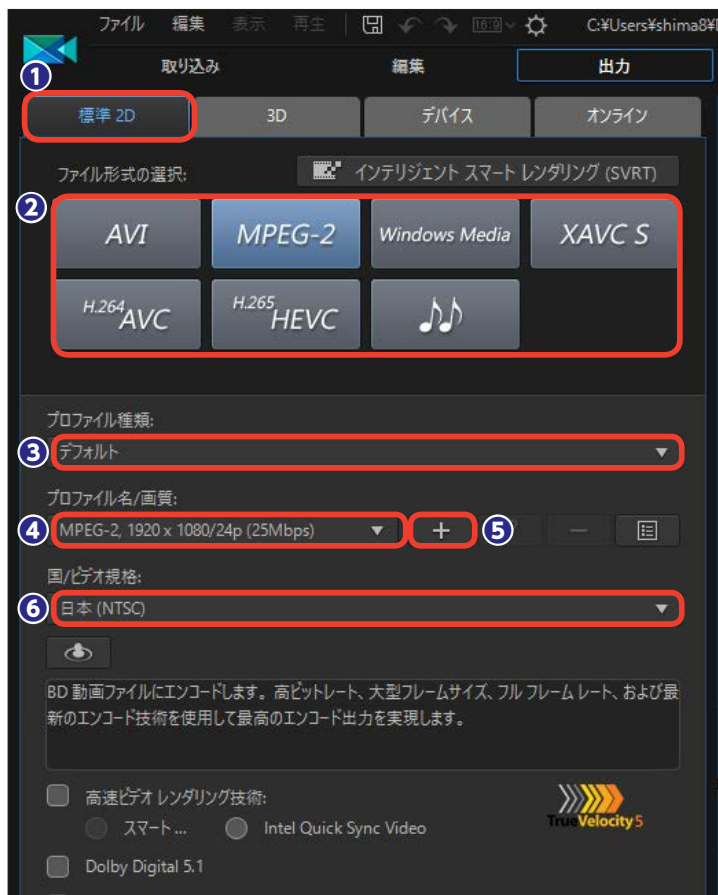 ファイル 編集 表示 再生 16:9 C:¥Users¥shima8¥
取り込み 編集 出力
①
標準 2D 3D デバイス オンライン
ファイル形式の選択: インテリジェント スマート レンダリング (SVRT)
②
AVI MPEG-2 Windows Media XAVC S
H.264 AVC H.265 HEVC
プロファイル種類:
③ デフォルト
プロファイル名/画質:
④ MPEG-2, 1920 x 1080/24p (25Mbps) + ⑤
国/ビデオ規格:
⑥ 日本 (NTSC)
BD 動画ファイルにエンコードします。高ビットレート、大型フレームサイズ、フル フレーム レート、および最
新のエンコード技術を使用して最高のエンコード出力を実現します。
高速ビデオ レンダリング技術:
スマート ... Intel Quick Sync Video
TrueVelocity 5
Dolby Digital 5.1